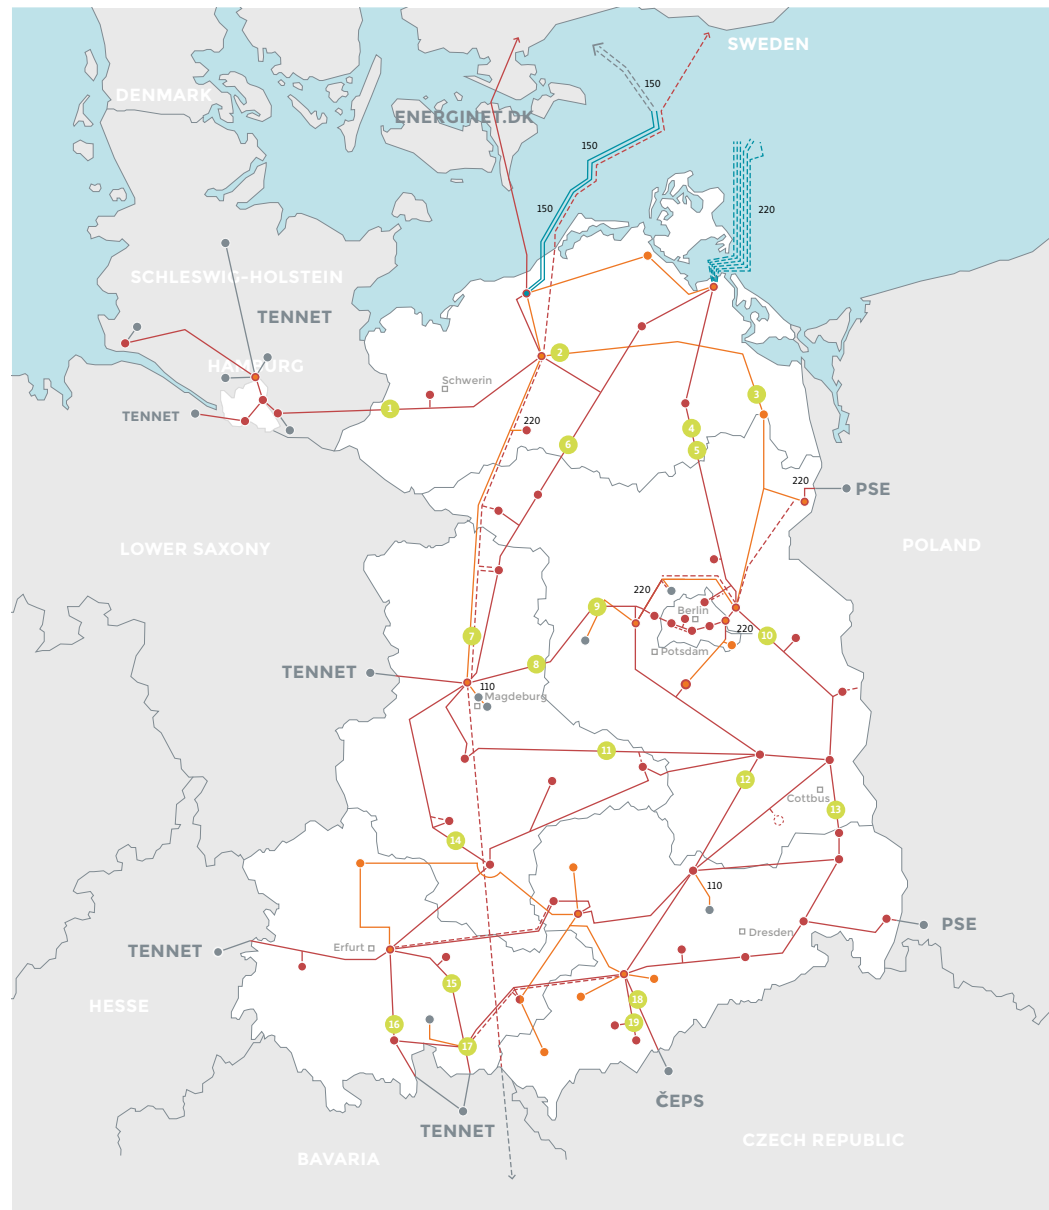 SWEDEN
150
DENMARK
ENERGINET.DK
150
150
220
SCHLESWIG-HOLSTEIN
TENNET
2
HAMBURG
Schwerin
3
1
TENNET
220
4
6
5
220
PSE
LOWER SAXONY
POLAND
220
9
Berlin
220
7
10
Potsdam
8
TENNET
110
Magdeburg
11
12
Cottbus
13
14
110
PSE
Dresden
Erfurt
TENNET
15
18
HESSE
16
19
17
ČEPS
TENNET
CZECH REPUBLIC
BAVARIA